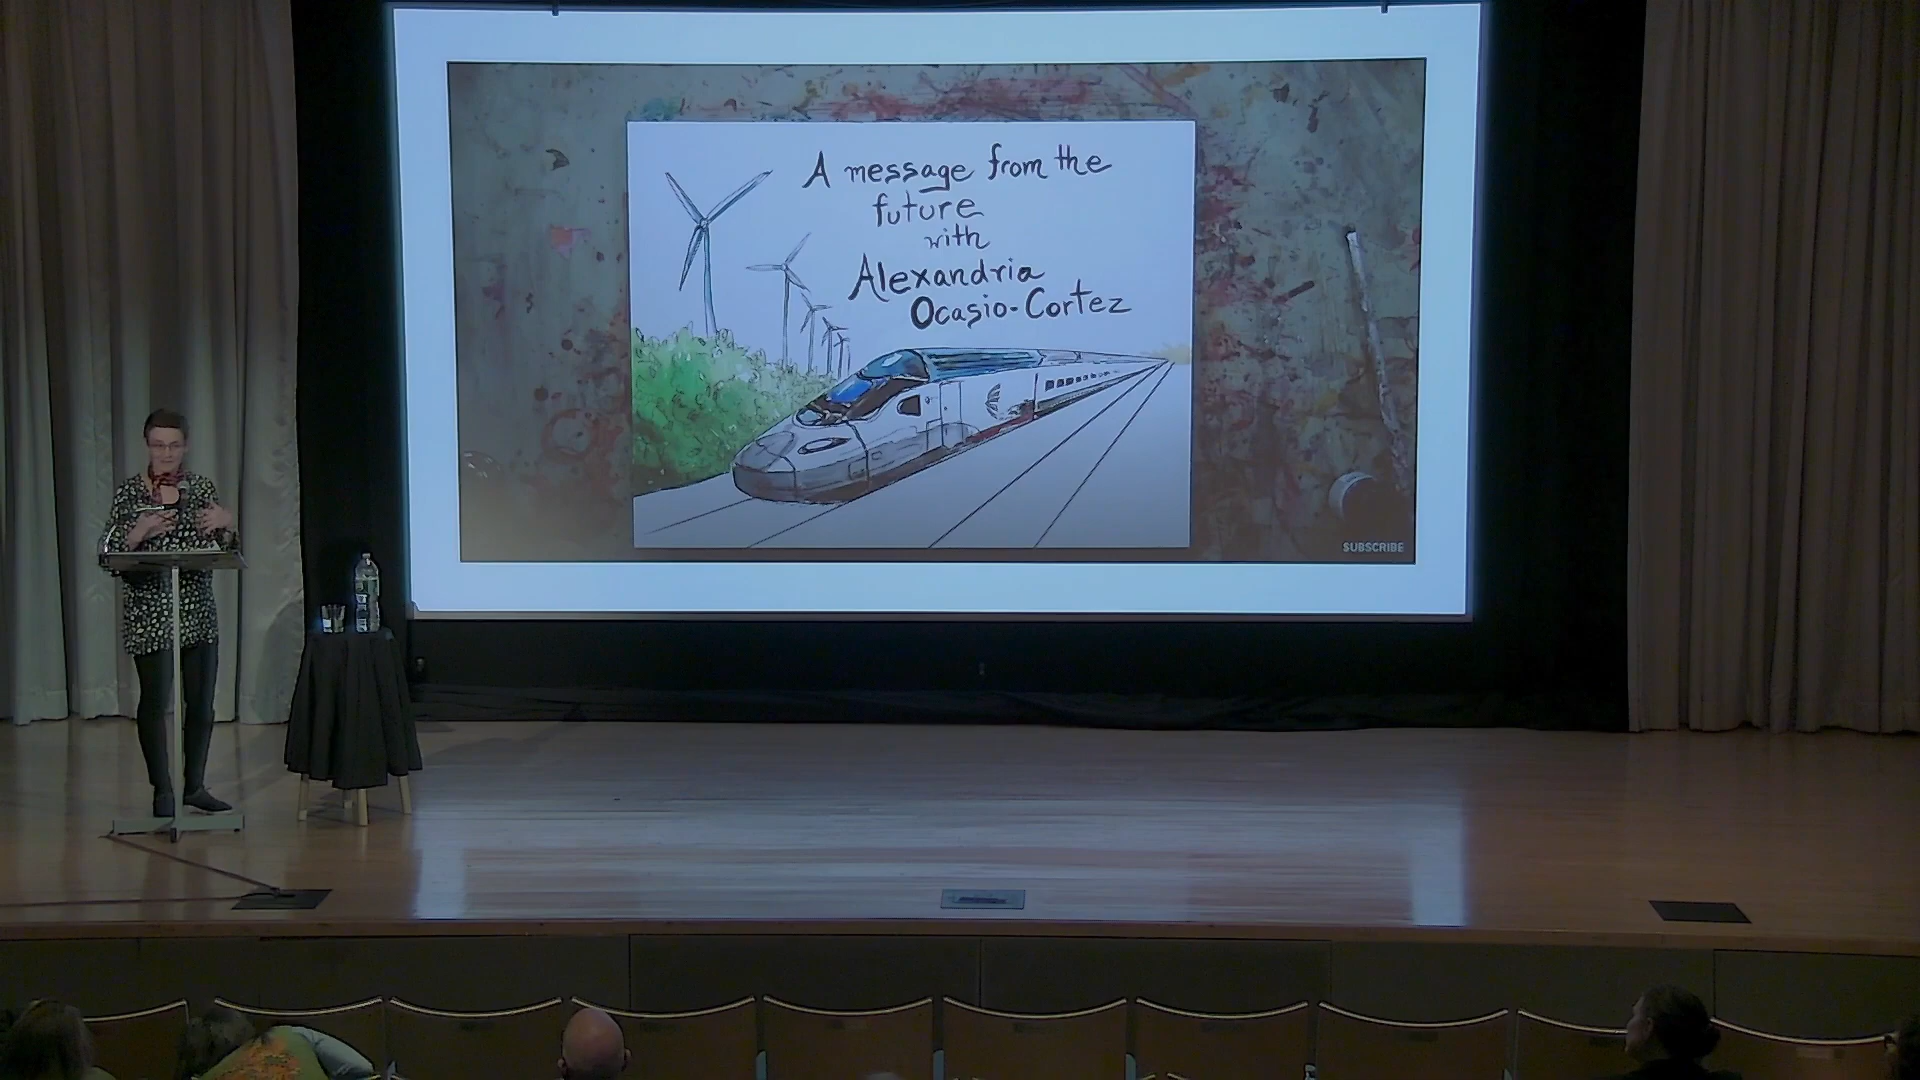 A message from the
future
with
Alexandria
Ocasio-Cortez
SUBSCRIBE